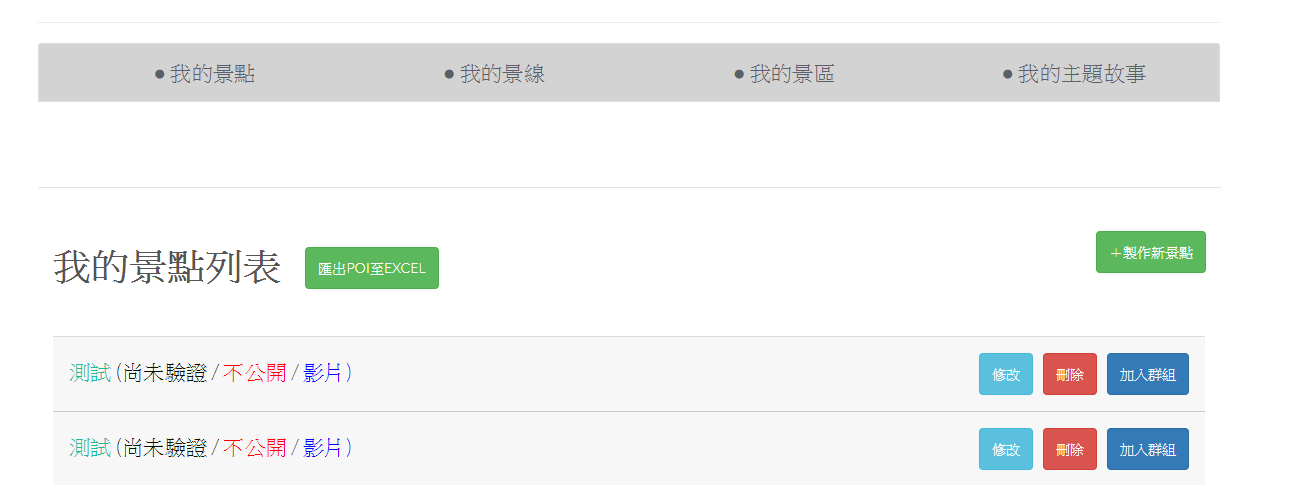 ● 我的景點 ● 我的景線 ● 我的景區 ● 我的主題故事
我的景點列表 匯出POI至EXCEL ＋製作新景點
測試 (尚未驗證 / 不公開 / 影片) 修改 刪除 加入群組
測試 (尚未驗證 / 不公開 / 影片) 修改 刪除 加入群組